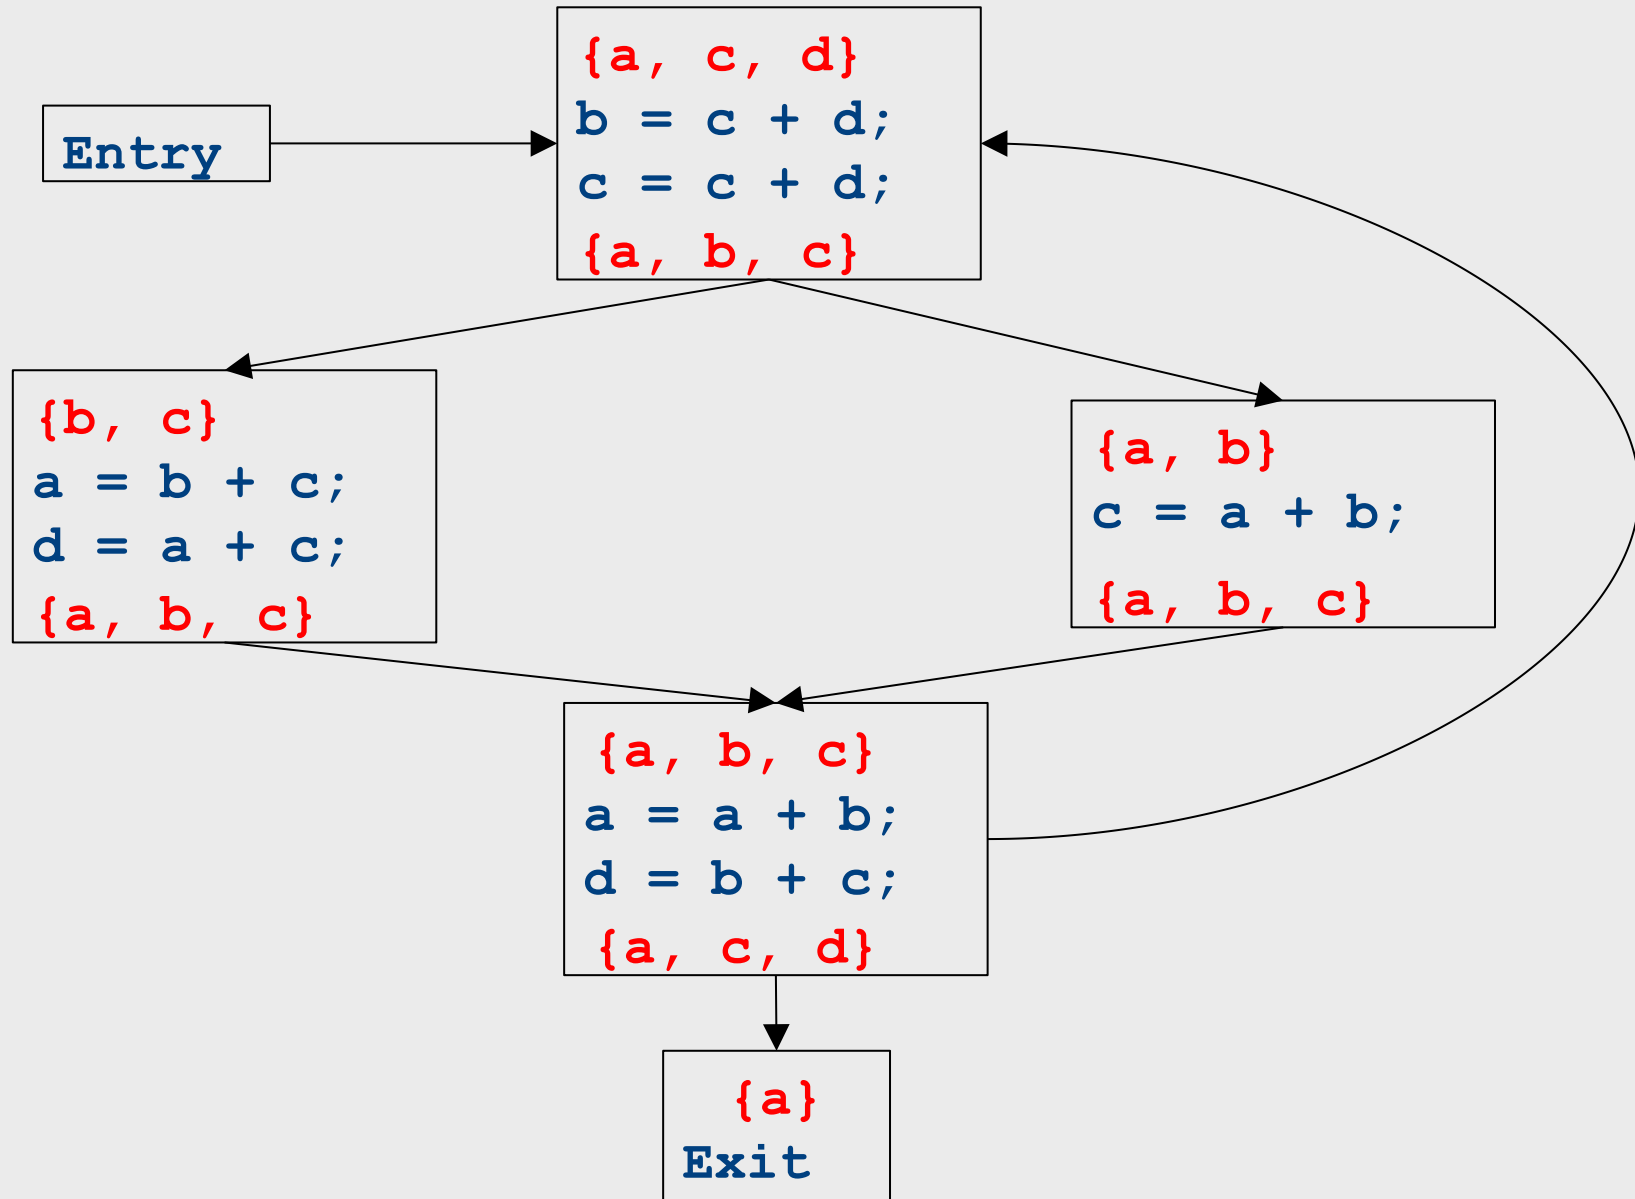 {a, c, d}
b = c + d;
c = c + d;
{a, b, c}
Entry
{b, c}
a = b + c;
d = a + c;
{a, b, c}
{a, b}
c = a + b;
{a, b, c}
{a, b, c}
a = a + b;
d = b + c;
{a, c, d}
{a}
Exit